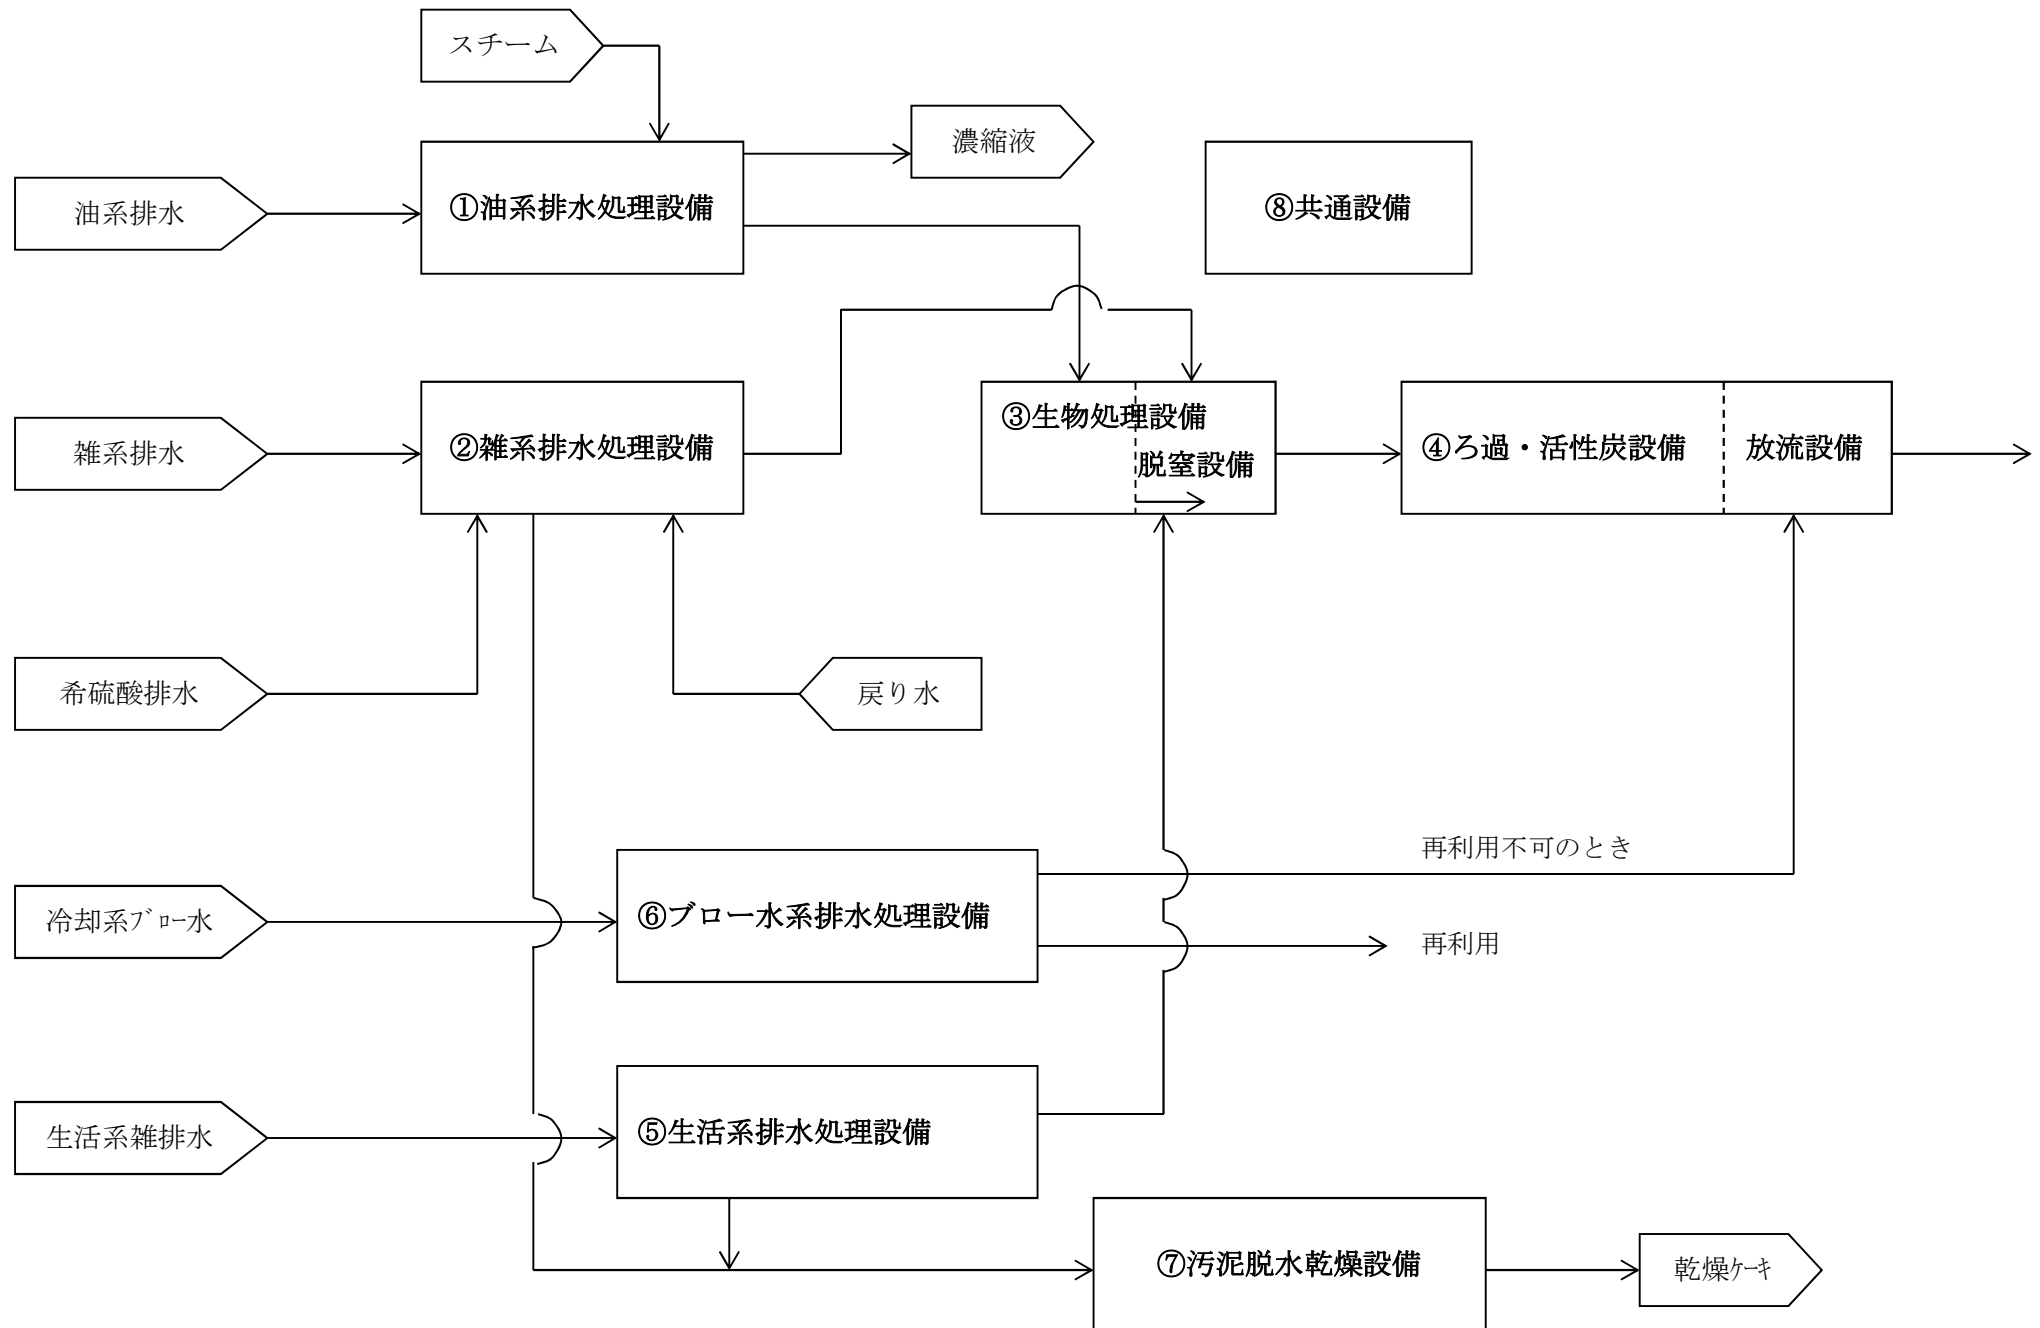 スチーム
濃縮液
油系排水
①油系排水処理設備
⑧共通設備
雑系排水
②雑系排水処理設備
③生物処理設備
脱窒設備
④ろ過・活性炭設備
放流設備
希硫酸排水
戻り水
再利用不可のとき
冷却系ﾌﾞﾛｰ水
⑥ブロー水系排水処理設備
再利用
生活系雑排水
⑤生活系排水処理設備
⑦汚泥脱水乾燥設備
乾燥ｹｰｷ